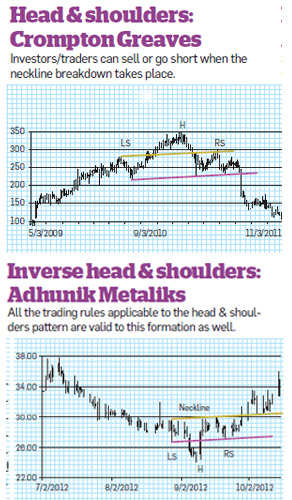 Head & shoulders:
Crompton Greaves
Investors/traders can sell or go short when the
neckline breakdown takes place.
350
300
250
200
150
100
LS
H
RS
5/3/2009
9/3/2010
11/3/2011
Inverse head & shoulders:
Adhunik Metaliks
All the trading rules applicable to the head & shoul-
ders pattern are valid to this formation as well.
38.00
34.00
30.00
26.00
22.00
Neckline
LS
H
RS
7/2/2012
8/2/2012
9/2/2012
10/2/2012